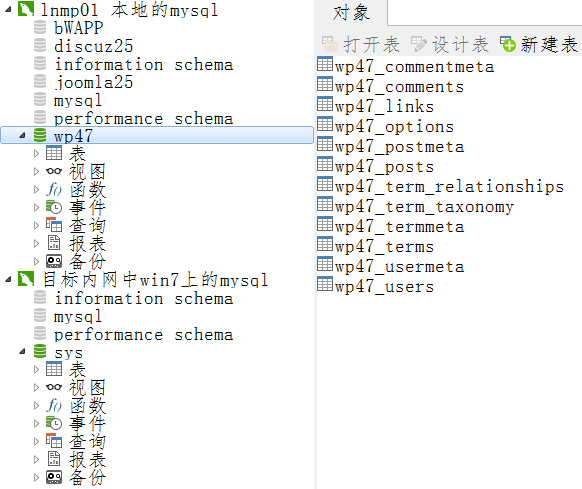 lnmp01 本地的mysql
bWAPP
discuz25
information_schema
joomla25
mysql
performance_schema
wp47
表
视图
函数
事件
查询
报表
备份
目标内网中win7上的mysql
information_schema
mysql
performance_schema
sys
表
视图
函数
事件
查询
报表
备份
对象
打开表 设计表 新建表
wp47_commentmeta
wp47_comments
wp47_links
wp47_options
wp47_postmeta
wp47_posts
wp47_term_relationships
wp47_term_taxonomy
wp47_termmeta
wp47_terms
wp47_usermeta
wp47_users